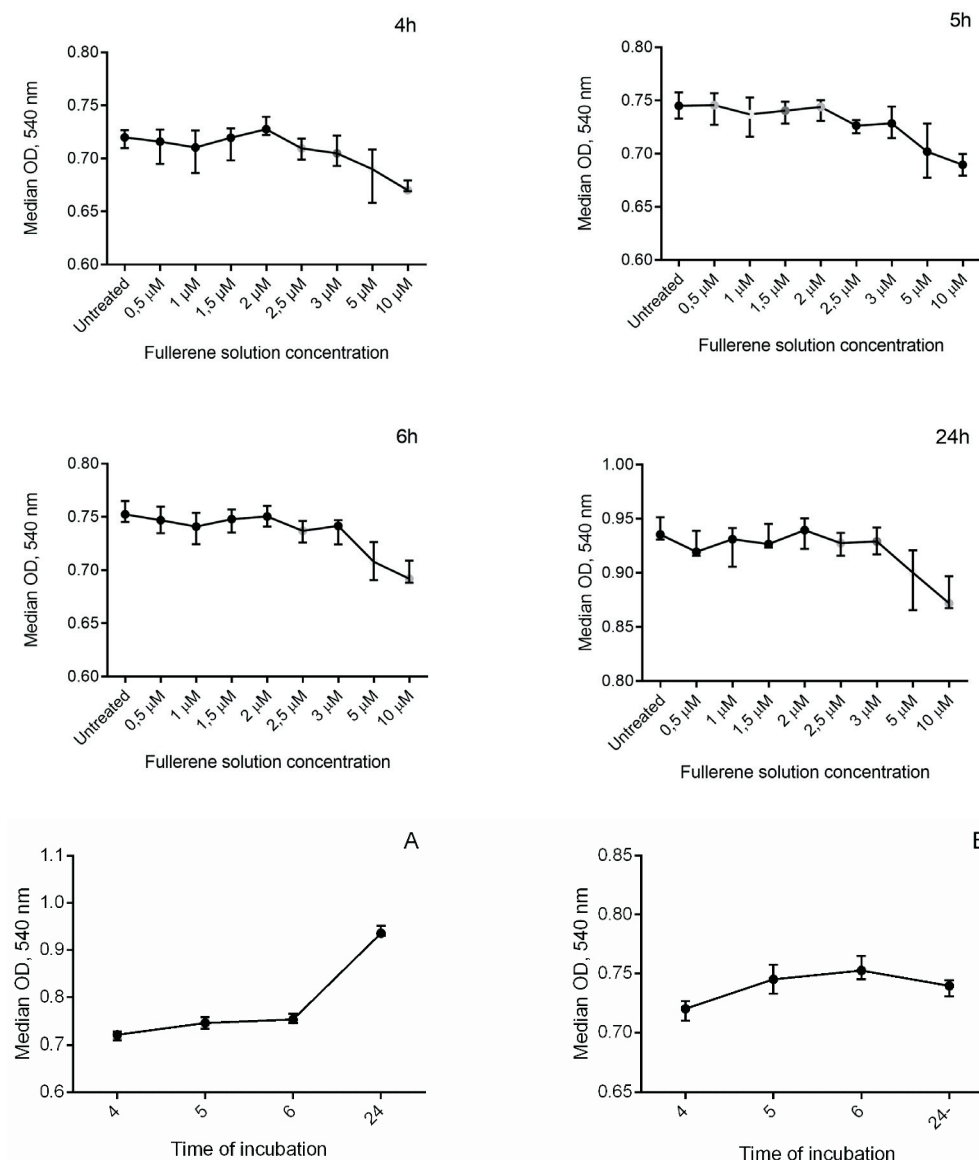 4h
Median OD, 540 nm
0.80
0.75
0.70
0.65
0.60
Untreated
0,5 µM
1 µM
1,5 µM
2 µM
2,5 µM
3 µM
5 µM
10 µM
Fullerene solution concentration
5h
Median OD, 540 nm
0.80
0.75
0.70
0.65
0.60
Untreated
0,5 µM
1 µM
1,5 µM
2 µM
2,5 µM
3 µM
5 µM
10 µM
Fullerene solution concentration
6h
Median OD, 540 nm
0.80
0.75
0.70
0.65
0.60
Untreated
0,5 µM
1 µM
1,5 µM
2 µM
2,5 µM
3 µM
5 µM
10 µM
Fullerene solution concentration
24h
Median OD, 540 nm
1.00
0.95
0.90
0.85
0.80
Untreated
0,5 µM
1 µM
1,5 µM
2 µM
2,5 µM
3 µM
5 µM
10 µM
Fullerene solution concentration
A
Median OD, 540 nm
1.1
1.0
0.9
0.8
0.7
0.6
4
5
6
24
Time of incubation
Median OD, 540 nm
0.85
0.80
0.75
0.70
0.65
4
5
6
24-
Time of incubation